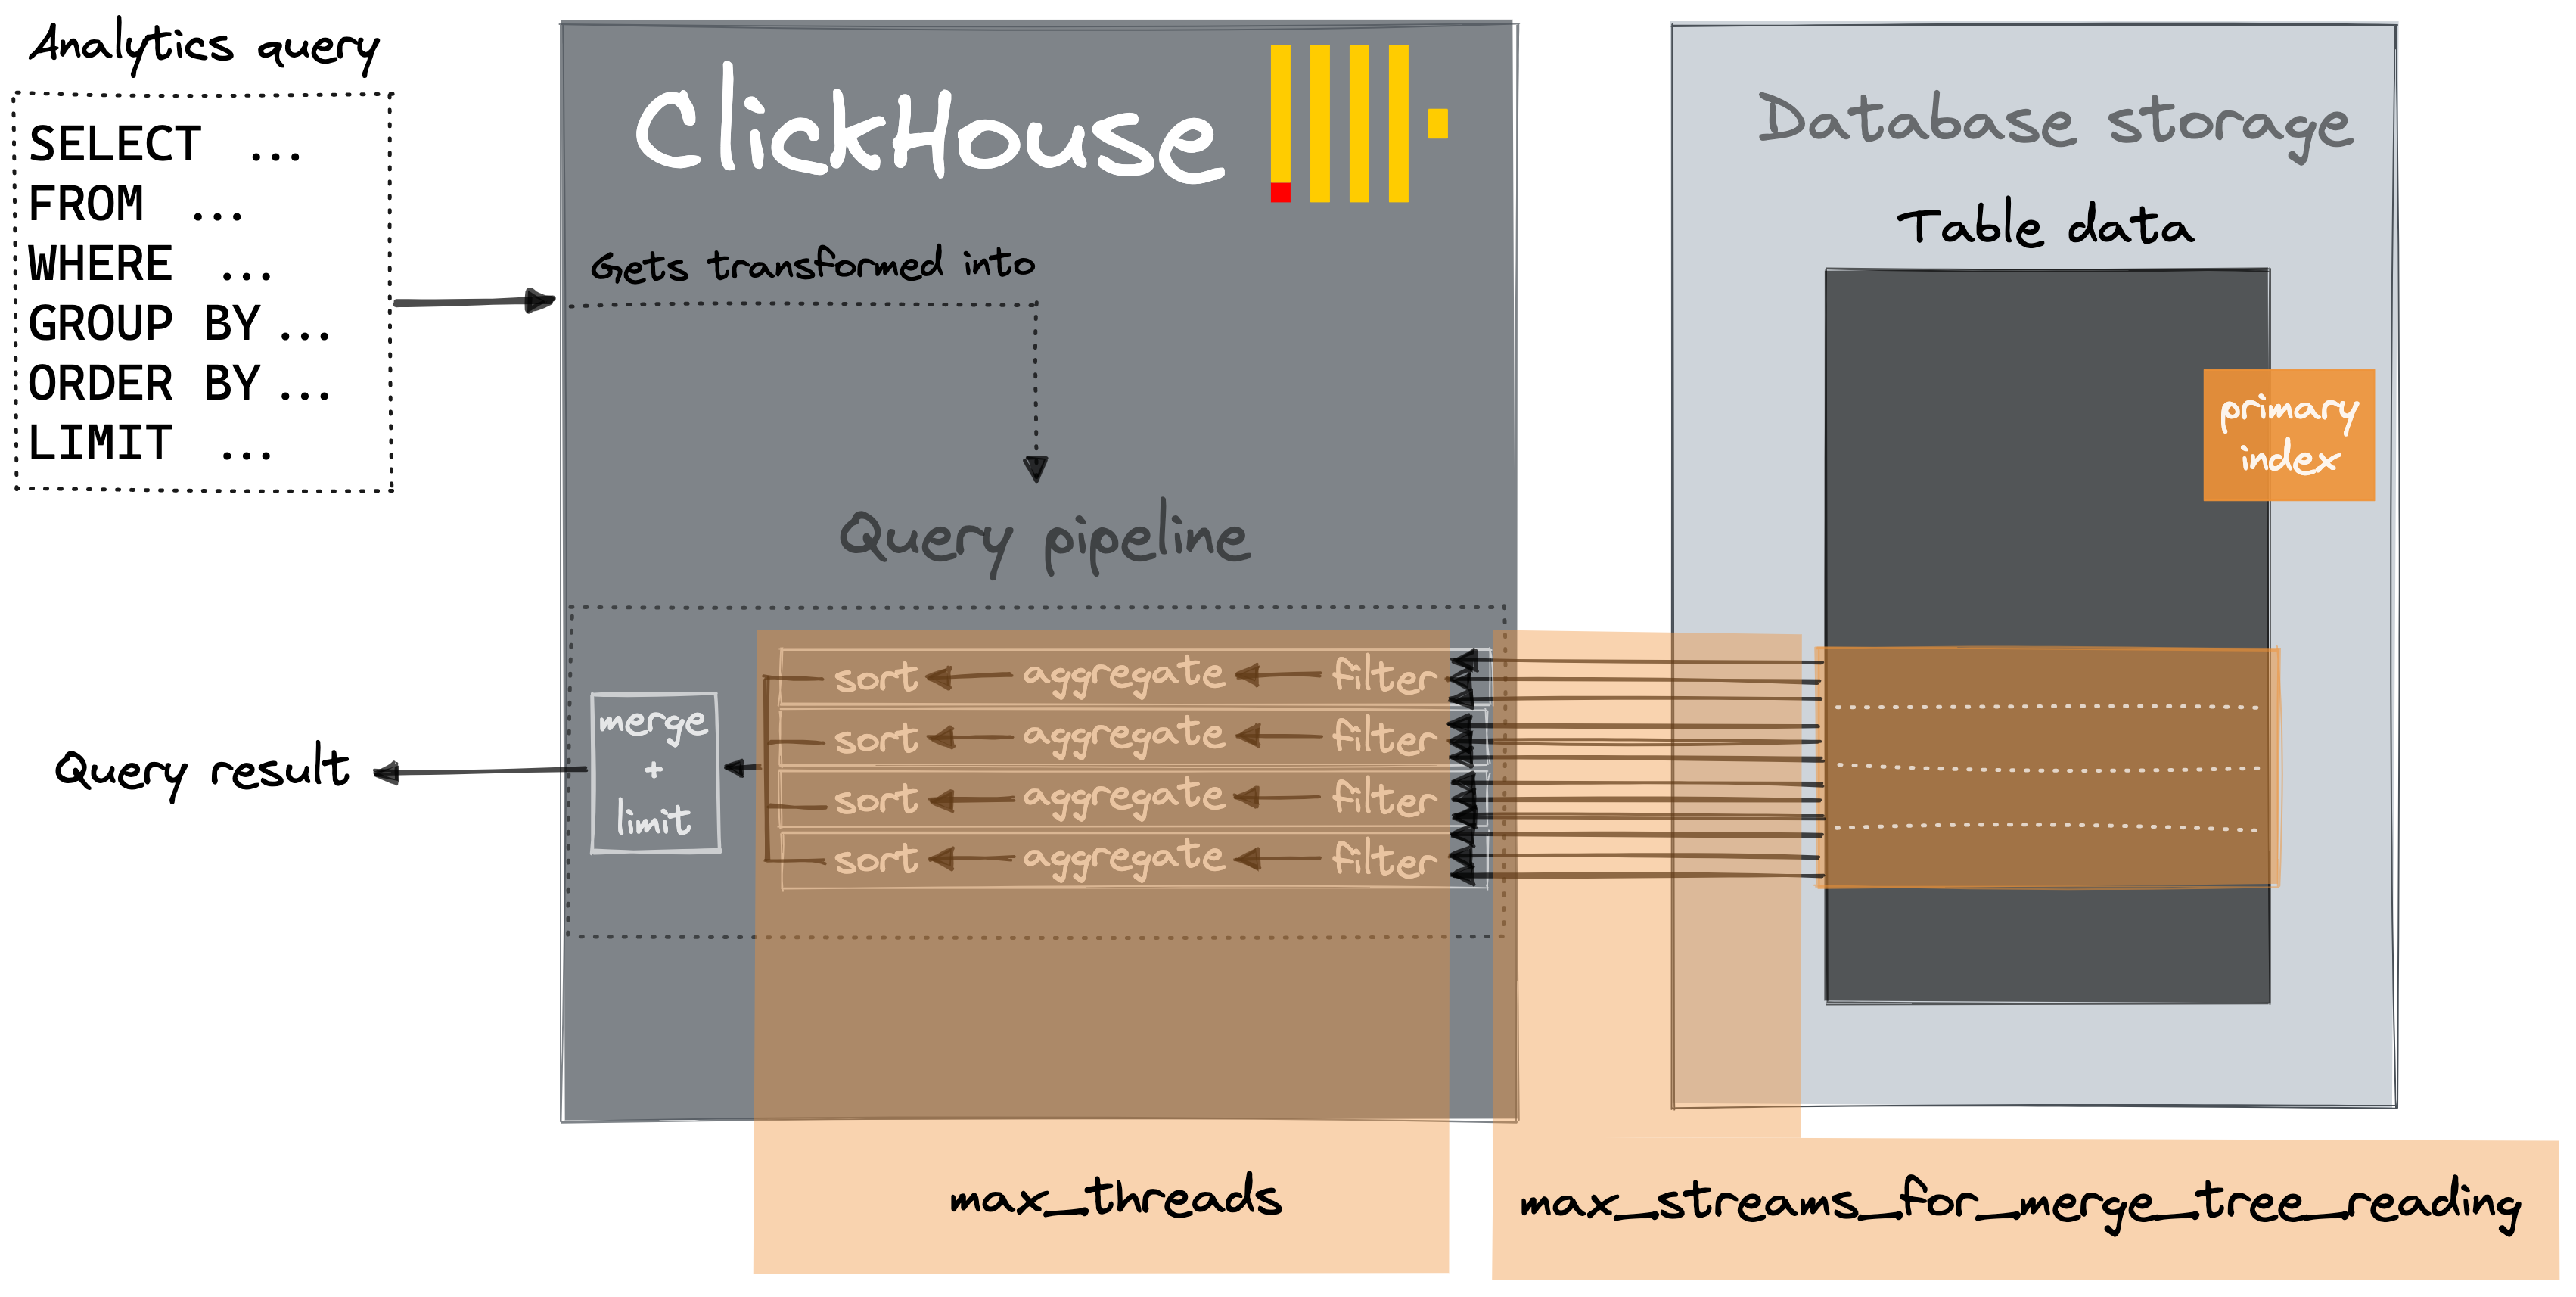 Analytics query
SELECT ...
FROM ...
WHERE ...
GROUP BY ...
ORDER BY ...
LIMIT ...
Query result
ClickHouse
Gets transformed into
Query pipeline
merge
+
limit
sort aggregate filter
sort aggregate filter
sort aggregate filter
sort aggregate filter
max_threads
Database storage
Table data
primary
index
max_streams_for_merge_tree_reading